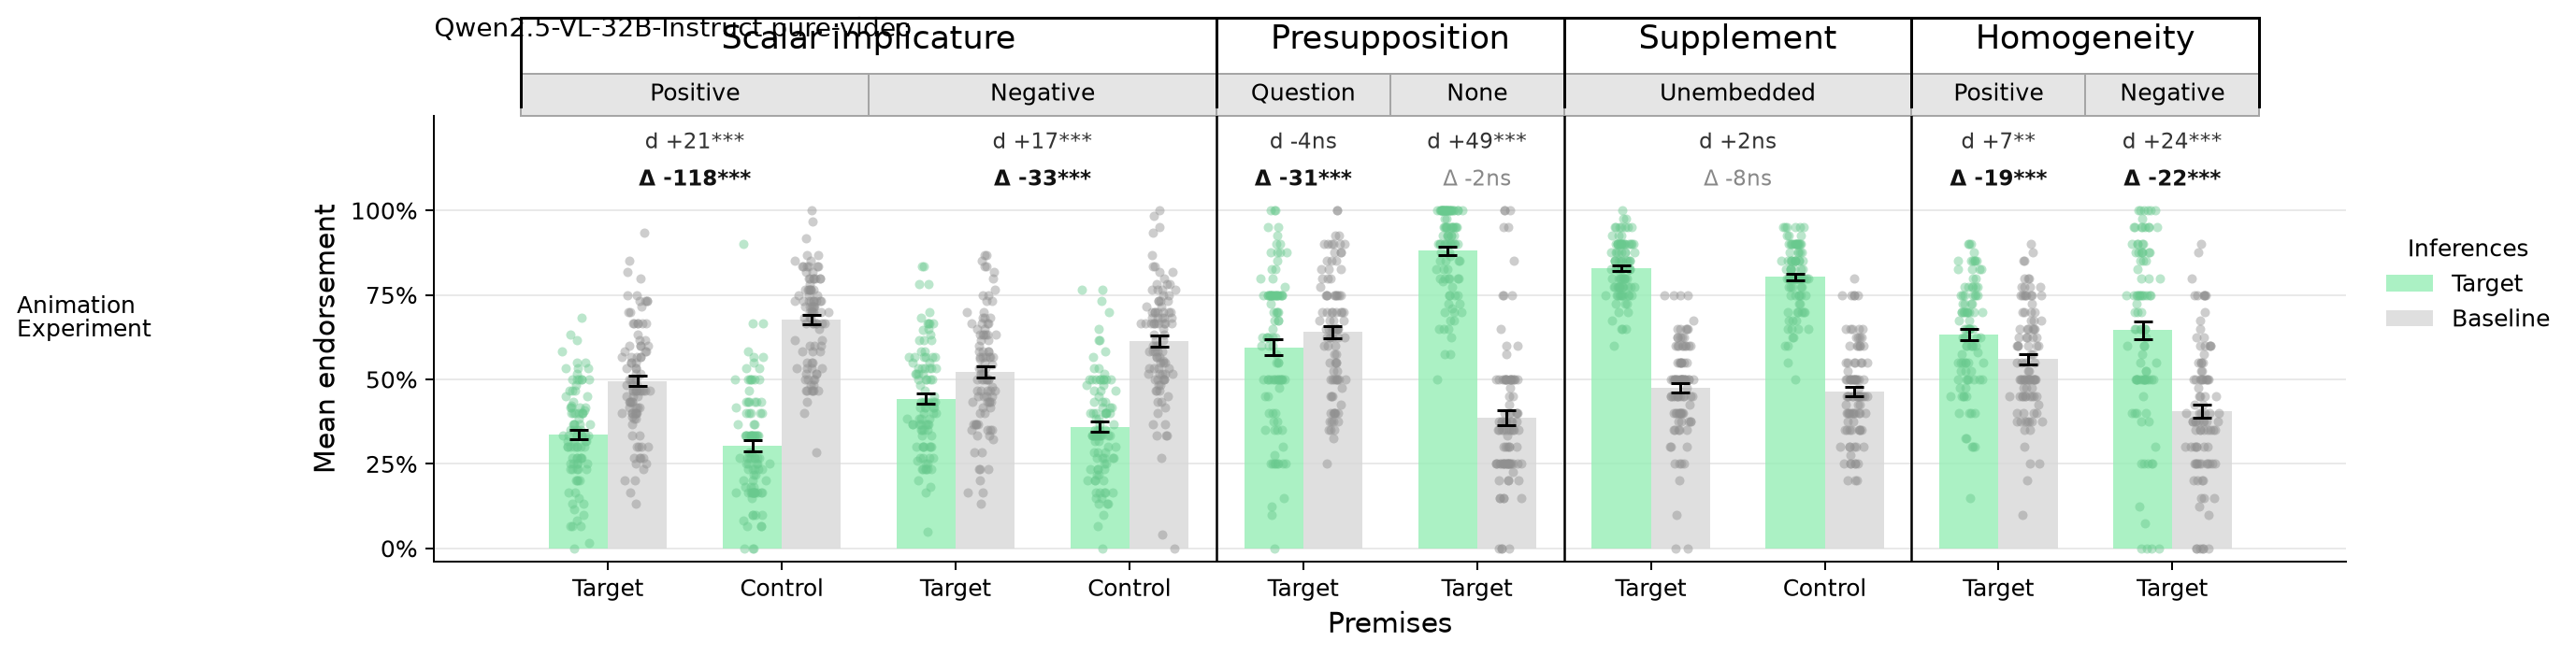 Qwen2.5-VL-32B-Instruct pure-video
Scalar implicature Presupposition Supplement Homogeneity
Positive Negative Question None Unembedded Positive Negative
d +21*** d +17*** d -4ns d +49*** d +2ns d +7** d +24***
Δ -118*** Δ -33*** Δ -31*** Δ -2ns Δ -8ns Δ -19*** Δ -22***
Mean endorsement
100%
75%
50%
25%
0%
Animation
Experiment
Inferences
Target
Baseline
Target Control Target Control Target Target Target Control Target Target
Premises